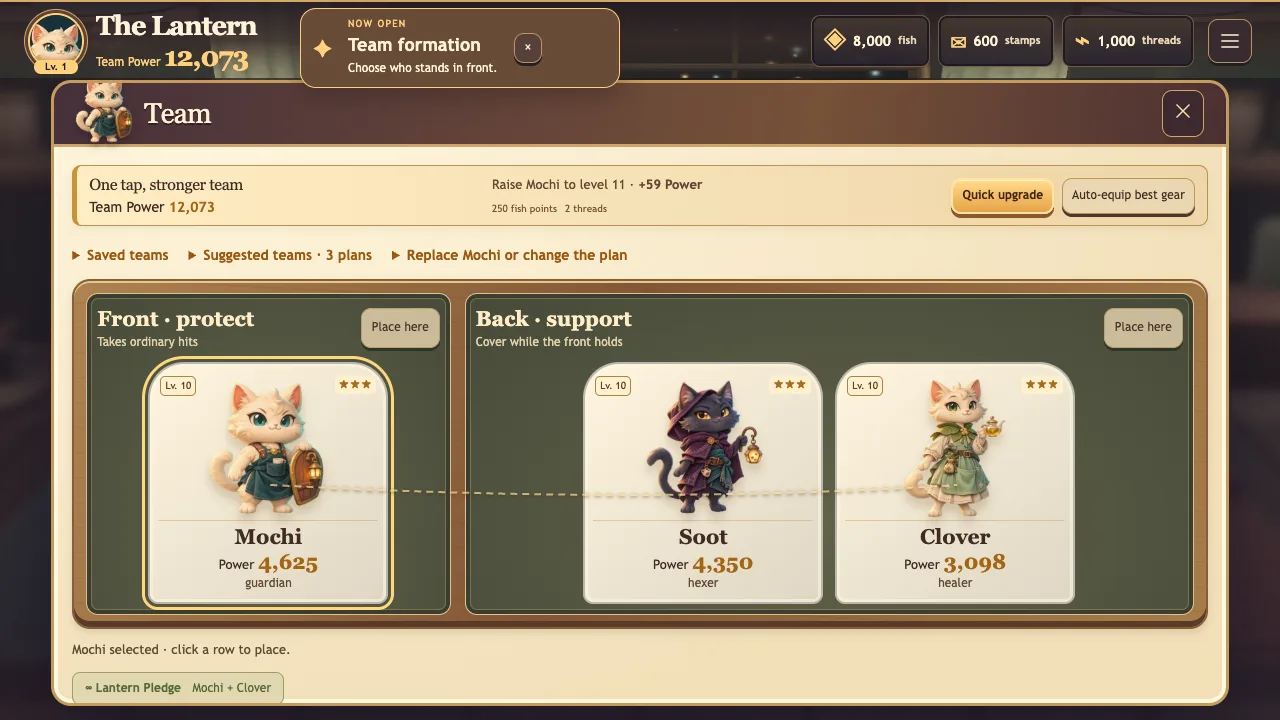 The Lantern
Team Power 12,073
Lv. 1
NOW OPEN
Team formation
Choose who stands in front.
×
8,000 fish
600 stamps
1,000 threads
Team
One tap, stronger team
Team Power 12,073
Raise Mochi to level 11 · +59 Power
250 fish points 2 threads
Quick upgrade
Auto-equip best gear
Saved teams
Suggested teams · 3 plans
Replace Mochi or change the plan
Front · protect
Takes ordinary hits
Place here
Back · support
Cover while the front holds
Place here
Lv. 10
★★★
Mochi
Power 4,625
guardian
Lv. 10
★★★
Soot
Power 4,350
hexer
Lv. 10
★★★
Clover
Power 3,098
healer
Mochi selected · click a row to place.
Lantern Pledge Mochi + Clover